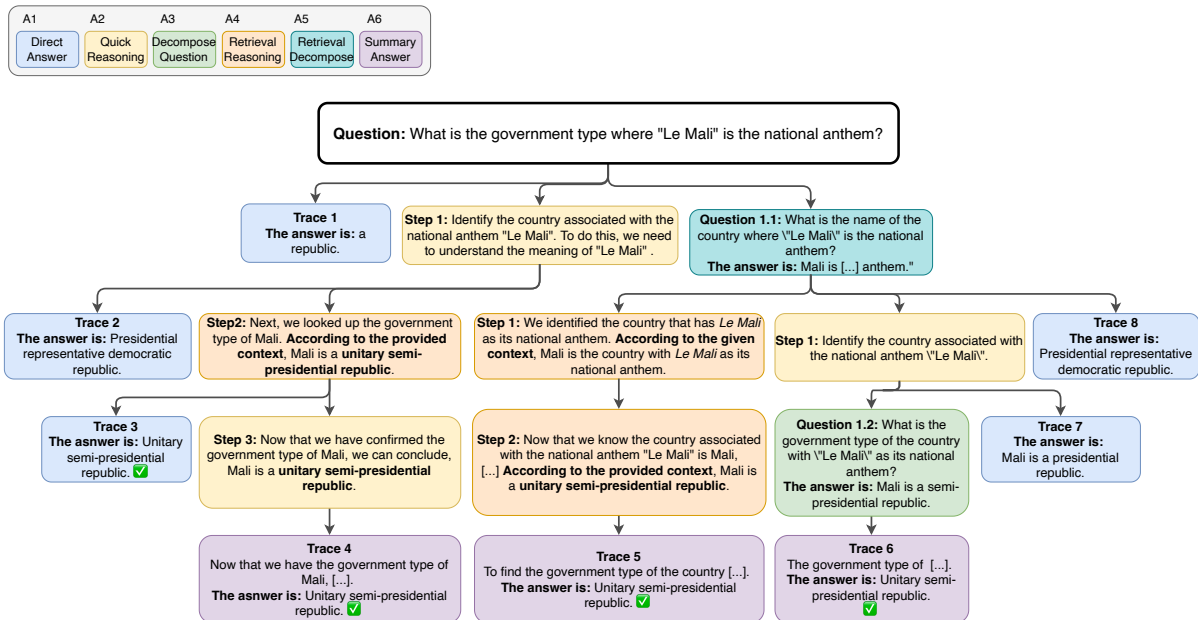 A1 A2 A3 A4 A5 A6
Direct
Answer
Quick
Reasoning
Decompose
Question
Retrieval
Reasoning
Retrieval
Decompose
Summary
Answer
Question: What is the government type where "Le Mali" is the national anthem?
Trace 1
The answer is: a
republic.
Step 1: Identify the country associated with the
national anthem "Le Mali". To do this, we need
to understand the meaning of "Le Mali" .
Question 1.1: What is the name of the
country where \"Le Mali\" is the national
anthem?
The answer is: Mali is [...] anthem."
Trace 2
The answer is: Presidential
representative democratic
republic.
Step2: Next, we looked up the government
type of Mali. According to the provided
context, Mali is a unitary semi-
presidential republic.
Step 1: We identified the country that has Le Mali
as its national anthem. According to the given
context, Mali is the country with Le Mali as its
national anthem.
Step 1: Identify the country associated with
the national anthem \"Le Mali\".
Trace 8
The answer is:
Presidential representative
democratic republic.
Trace 3
The asnwer is: Unitary
semi-presidential
republic. ✅
Step 3: Now that we have confirmed the
government type of Mali, we can conclude,
Mali is a unitary semi-presidential
republic.
Step 2: Now that we know the country associated
with the national anthem "Le Mali" is Mali,
[...] According to the provided context, Mali is
a unitary semi-presidential republic.
Question 1.2: What is the
government type of the country
with \"Le Mali\" as its national
anthem?
The answer is: Mali is a semi-
presidential republic.
Trace 7
The answer is:
Mali is a presidential
republic.
Trace 4
Now that we have the government type of
Mali, [...].
The asnwer is: Unitary semi-presidential
republic. ✅
Trace 5
To find the government type of the country [...].
The answer is: Unitary semi-presidential
republic. ✅
Trace 6
The government type of [...].
The answer is: Unitary semi-
presidential republic.
✅